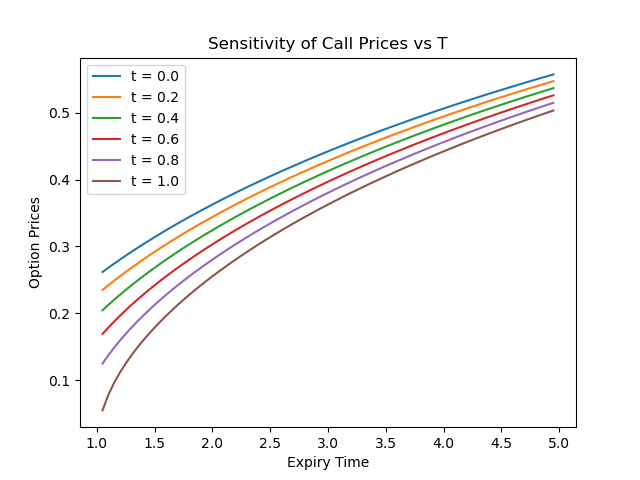 Sensitivity of Call Prices vs T
t = 0.0
t = 0.2
t = 0.4
t = 0.6
t = 0.8
t = 1.0
Option Prices
0.5
0.4
0.3
0.2
0.1
1.0 1.5 2.0 2.5 3.0 3.5 4.0 4.5 5.0
Expiry Time